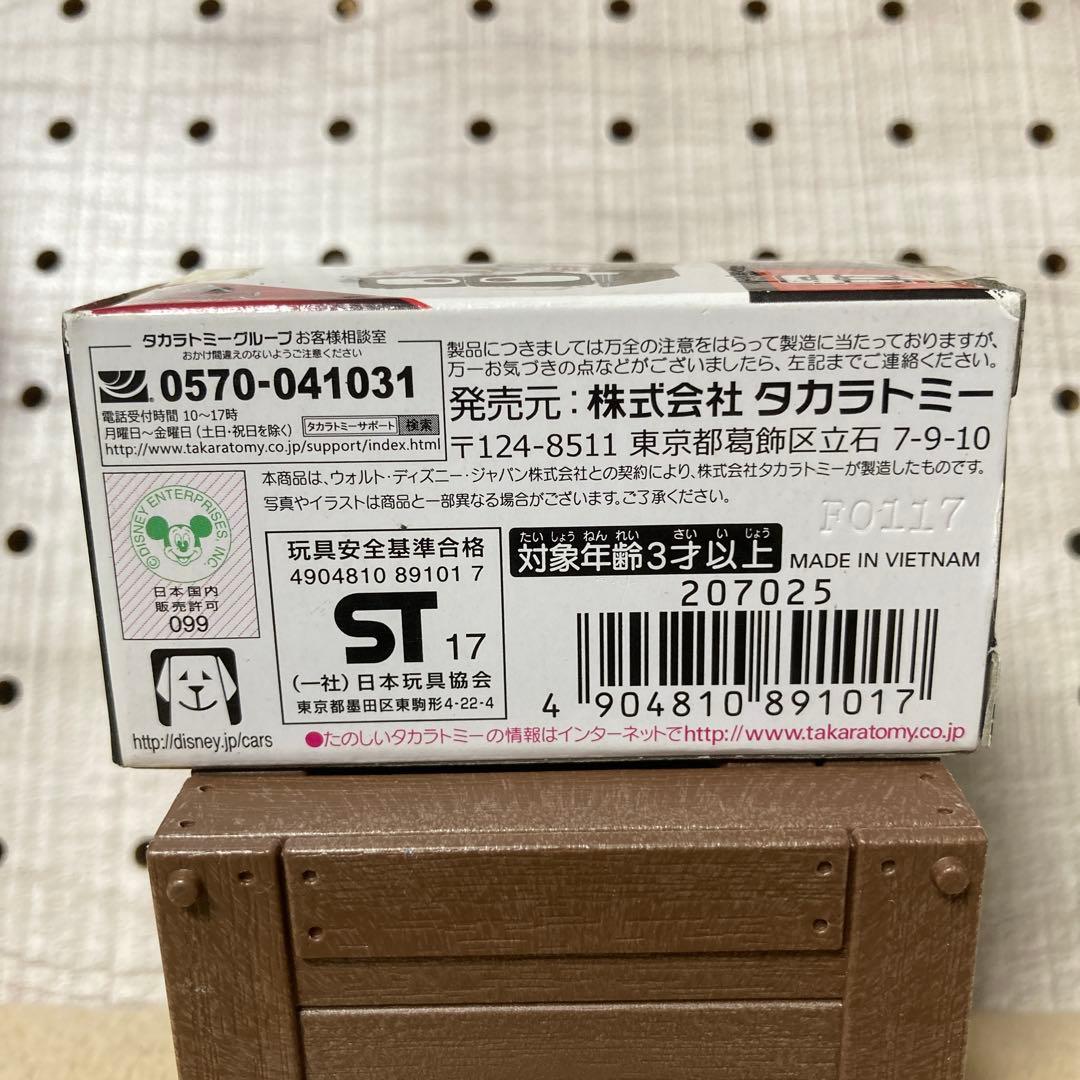 タカラトミーグループ お客様相談室
おかけ間違えのないようご注意ください
0570-041031
電話受付時間 10〜17時
月曜日〜金曜日 (土日・祝日を除く) タカラトミーサポート 検索
http://www.takaratomy.co.jp/support/index.html
製品につきましては万全の注意をはらって製造に当たっておりますが、
万一お気づきの点などがございましたら、左記までご連絡ください。
発売元:株式会社 タカラトミー
〒124-8511 東京都葛飾区立石 7-9-10
本商品は、ウォルト・ディズニー・ジャパン株式会社との契約により、株式会社タカラトミーが製造したものです。
写真やイラストは商品と一部異なる場合がございます。ご了承ください。
©DISNEY ENTERPRISES INC.
日本国内
販売許可
099
玩具安全基準合格
4904810 89101 7
ST 17
(一社)日本玩具協会
東京都墨田区東駒形4-22-4
たいしょうねんれい さいいじょう
対象年齢3才以上
F0117
MADE IN VIETNAM
207025
4 904810 891017
http://disney.jp/cars
●たのしいタカラトミーの情報はインターネットでhttp://www.takaratomy.co.jp